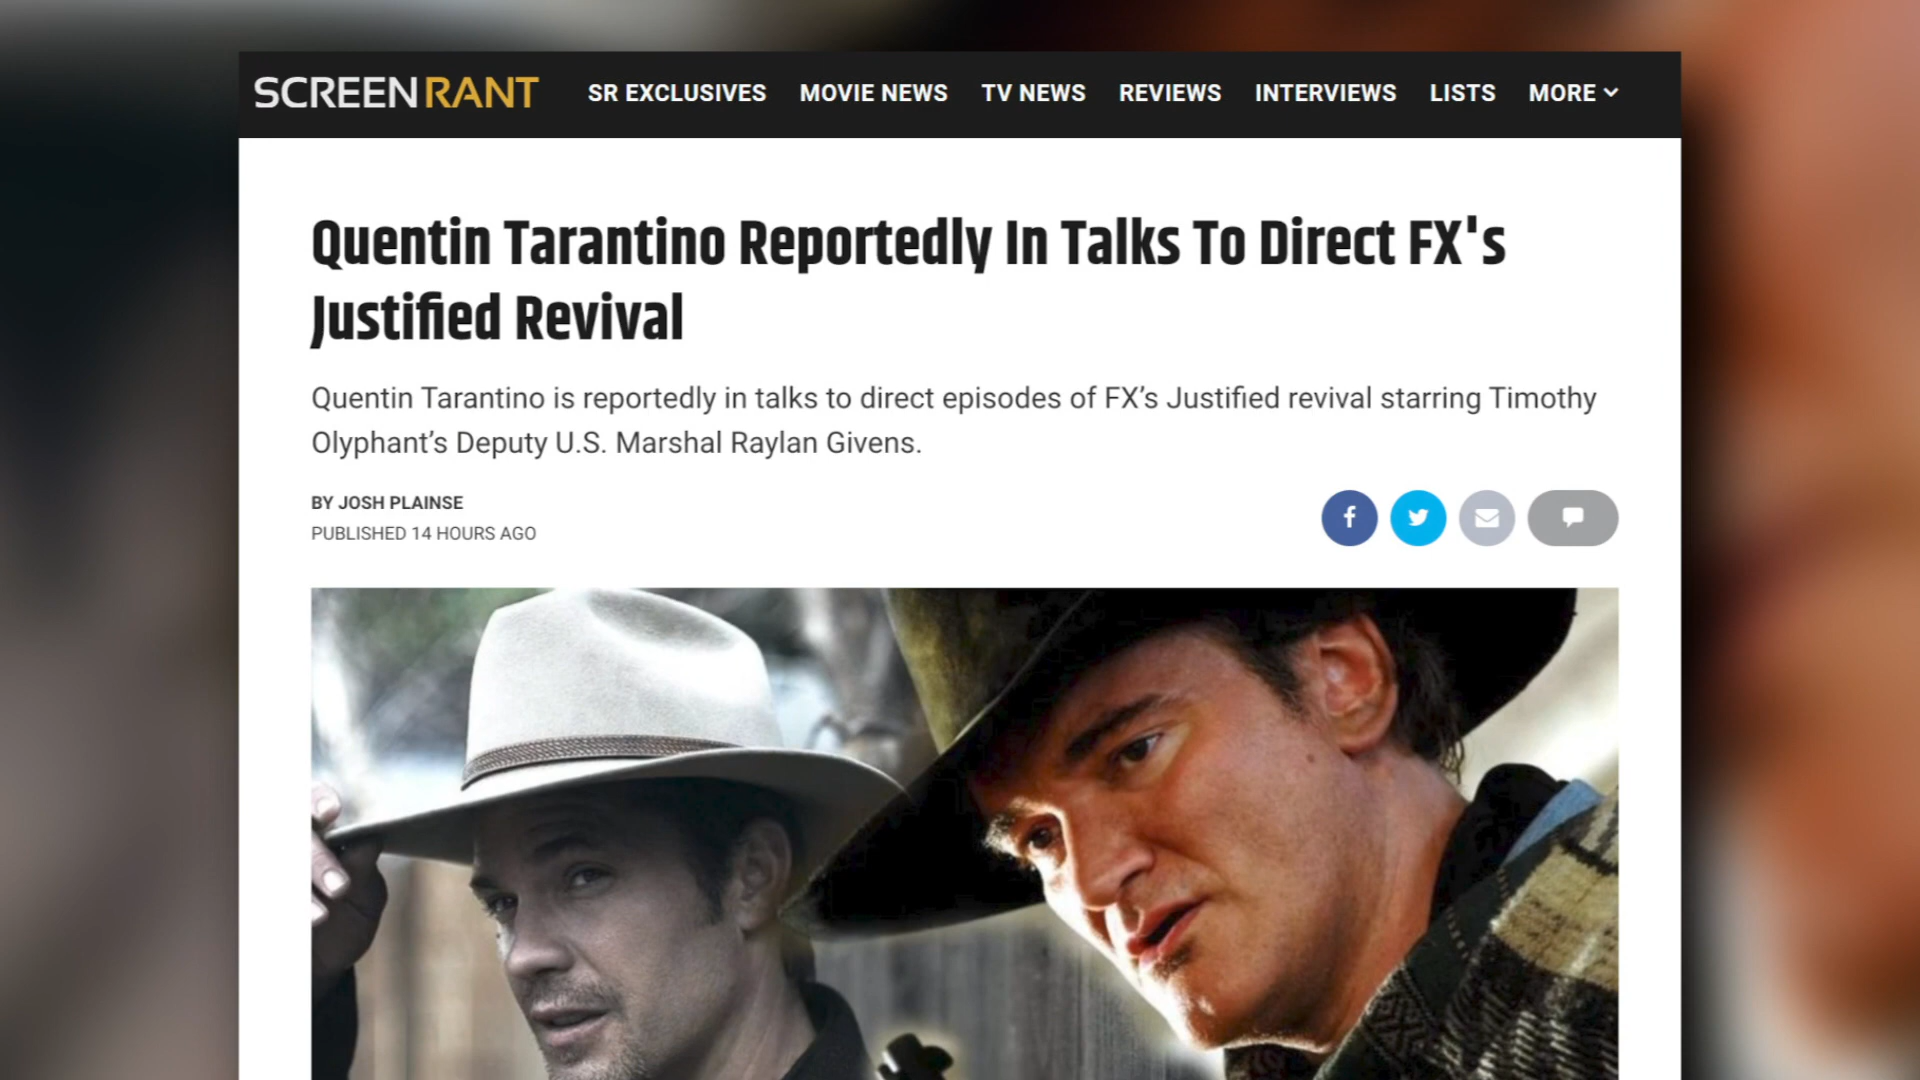 SCREENRANT SR EXCLUSIVES MOVIE NEWS TV NEWS REVIEWS INTERVIEWS LISTS MORE
Quentin Tarantino Reportedly In Talks To Direct FX's
Justified Revival
Quentin Tarantino is reportedly in talks to direct episodes of FX’s Justified revival starring Timothy
Olyphant’s Deputy U.S. Marshal Raylan Givens.
BY JOSH PLAINSE
PUBLISHED 14 HOURS AGO